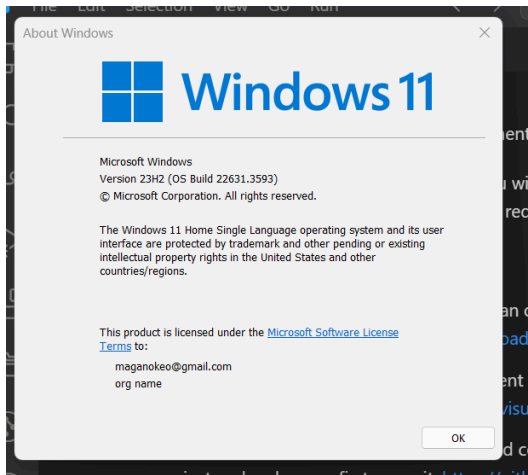 File Edit Selection View Go Run
About Windows
Windows 11
Microsoft Windows
Version 23H2 (OS Build 22631.3593)
© Microsoft Corporation. All rights reserved.
The Windows 11 Home Single Language operating system and its user
interface are protected by trademark and other pending or existing
intellectual property rights in the United States and other
countries/regions.
This product is licensed under the Microsoft Software License
Terms to:
maganokeo@gmail.com
org name
OK